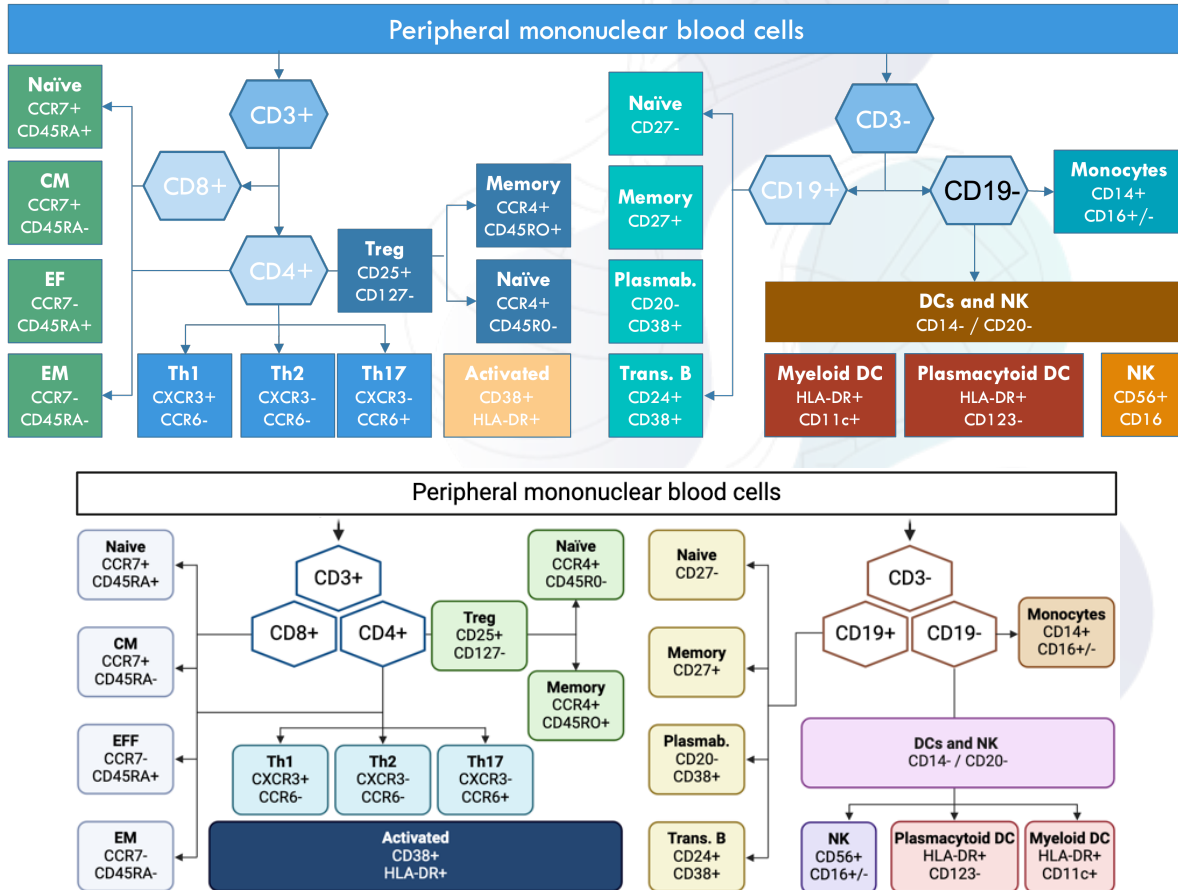 Peripheral mononuclear blood cells
Naïve
CCR7+
CD45RA+
CM
CCR7+
CD45RA-
EF
CCR7-
CD45RA+
EM
CCR7-
CD45RA-
CD3+
CD8+
CD4+
Treg
CD25+
CD127-
Memory
CCR4+
CD45RO+
Naïve
CCR4+
CD45R0-
Th1
CXCR3+
CCR6-
Th2
CXCR3-
CCR6-
Th17
CXCR3-
CCR6+
Activated
CD38+
HLA-DR+
Naïve
CD27-
Memory
CD27+
Plasmab.
CD20-
CD38+
Trans. B
CD24+
CD38+
CD3-
CD19+
CD19-
Monocytes
CD14+
CD16+/-
DCs and NK
CD14- / CD20-
Myeloid DC
HLA-DR+
CD11c+
Plasmacytoid DC
HLA-DR+
CD123-
NK
CD56+
CD16
Peripheral mononuclear blood cells
Naive
CCR7+
CD45RA+
CM
CCR7+
CD45RA-
EFF
CCR7-
CD45RA+
EM
CCR7-
CD45RA-
CD3+
CD8+
CD4+
Treg
CD25+
CD127-
Naïve
CCR4+
CD45R0-
Memory
CCR4+
CD45RO+
Th1
CXCR3+
CCR6-
Th2
CXCR3-
CCR6-
Th17
CXCR3-
CCR6+
Activated
CD38+
HLA-DR+
Naive
CD27-
Memory
CD27+
Plasmab.
CD20-
CD38+
Trans. B
CD24+
CD38+
CD3-
CD19+
CD19-
Monocytes
CD14+
CD16+/-
DCs and NK
CD14- / CD20-
NK
CD56+
CD16+/-
Plasmacytoid DC
HLA-DR+
CD123-
Myeloid DC
HLA-DR+
CD11c+